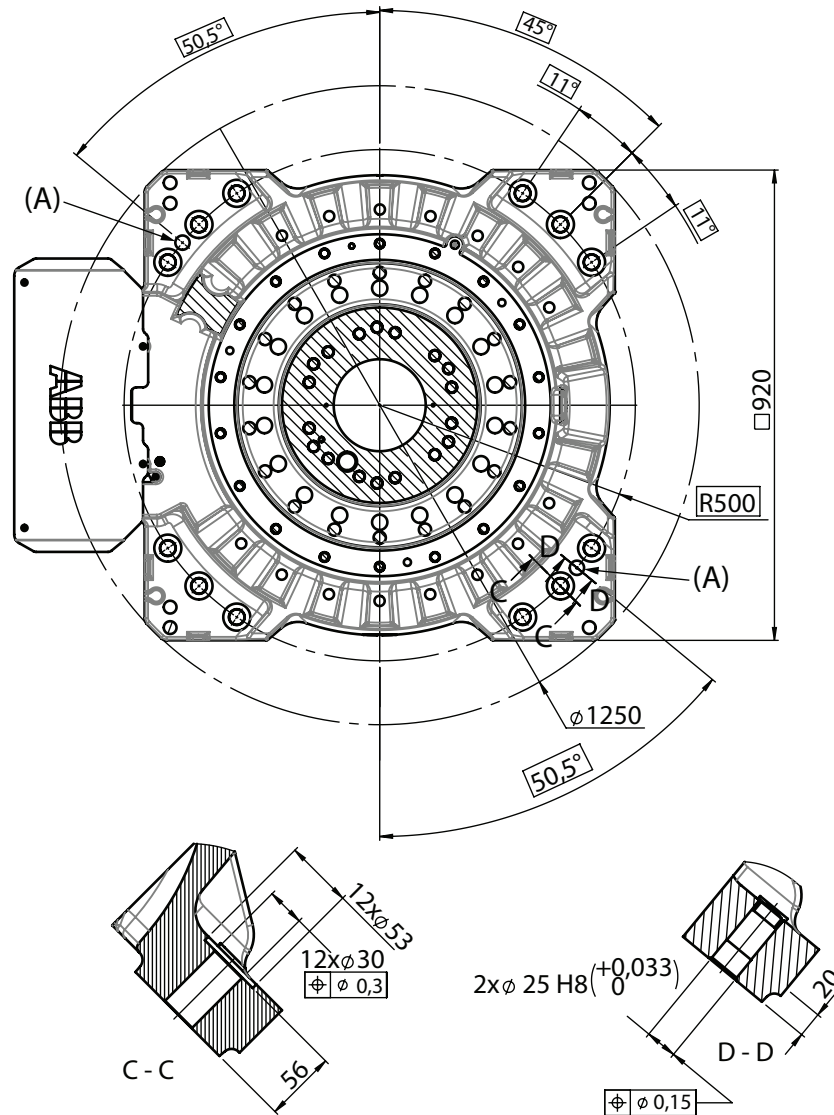 50,5°
45°
11°
11°
(A)
ABB
□920
R500
D
C
(A)
D
C
⌀1250
50,5°
12x⌀53
12x⌀30
⌖ ⌀ 0,3
56
C - C
2x⌀ 25 H8(+0,033 0)
20
D - D
⌖ ⌀ 0,15